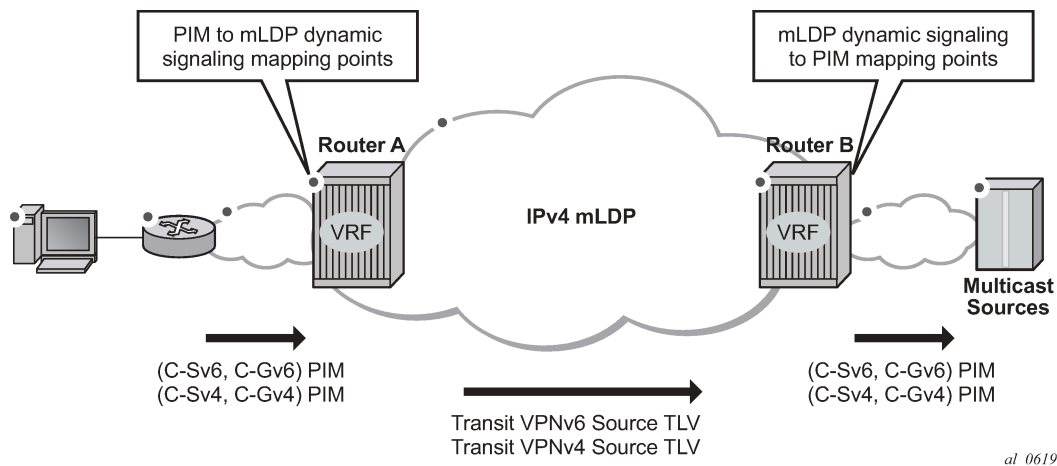 PIM to mLDP dynamic
signaling mapping points
mLDP dynamic signaling
to PIM mapping points
Router A
Router B
VRF
IPv4 mLDP
VRF
Multicast
Sources
(C-Sv6, C-Gv6) PIM
(C-Sv4, C-Gv4) PIM
(C-Sv6, C-Gv6) PIM
(C-Sv4, C-Gv4) PIM
Transit VPNv6 Source TLV
Transit VPNv4 Source TLV
al_0619